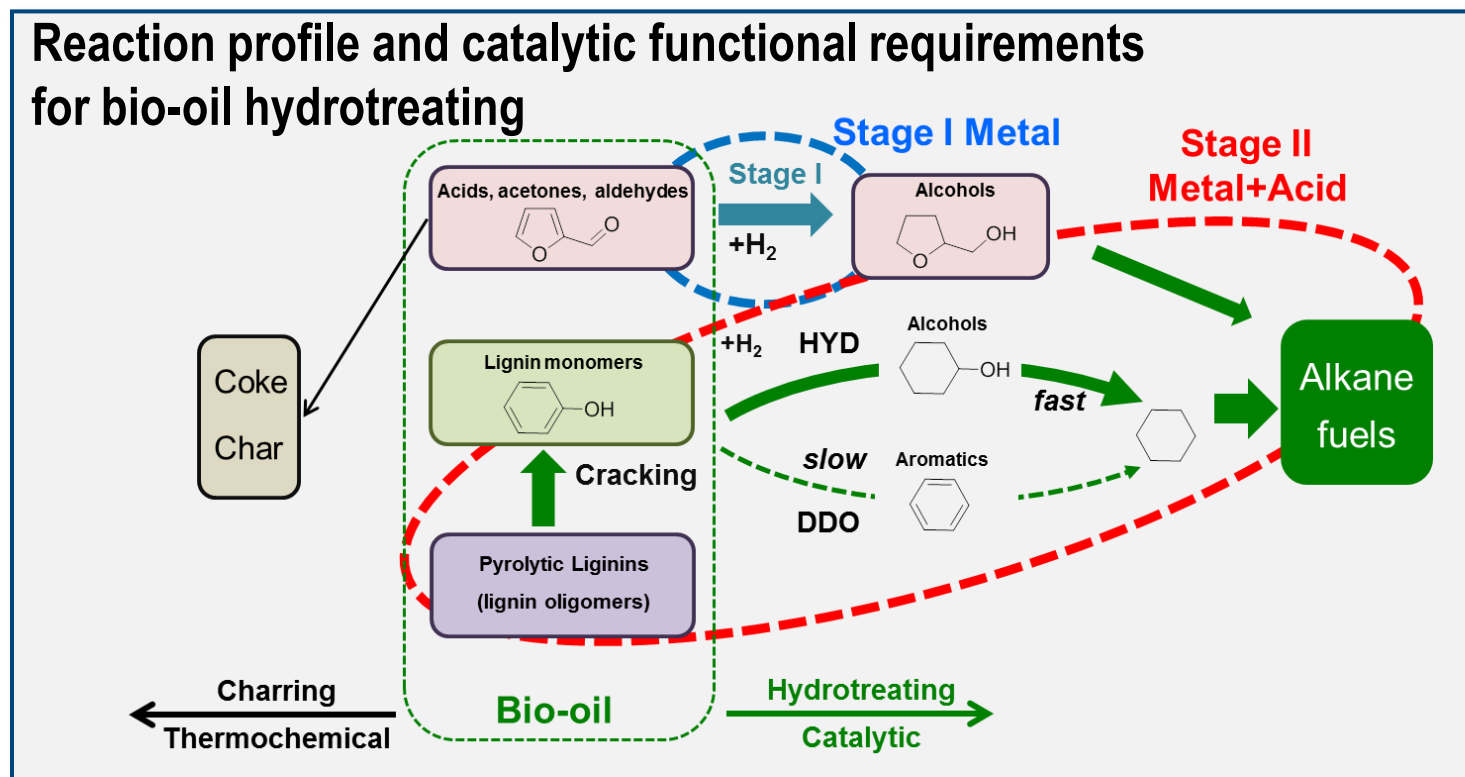 Reaction profile and catalytic functional requirements
for bio-oil hydrotreating
Stage I Metal
Stage II
Metal+Acid
Acids, acetones, aldehydes
O
O
Stage I
+H₂
Alcohols
OH
O
Coke
Char
Lignin monomers
OH
+H₂
HYD
Alcohols
OH
fast
Alkane
fuels
Cracking
slow
Aromatics
DDO
Pyrolytic Liginins
(lignin oligomers)
Charring
Thermochemical
Bio-oil
Hydrotreating
Catalytic